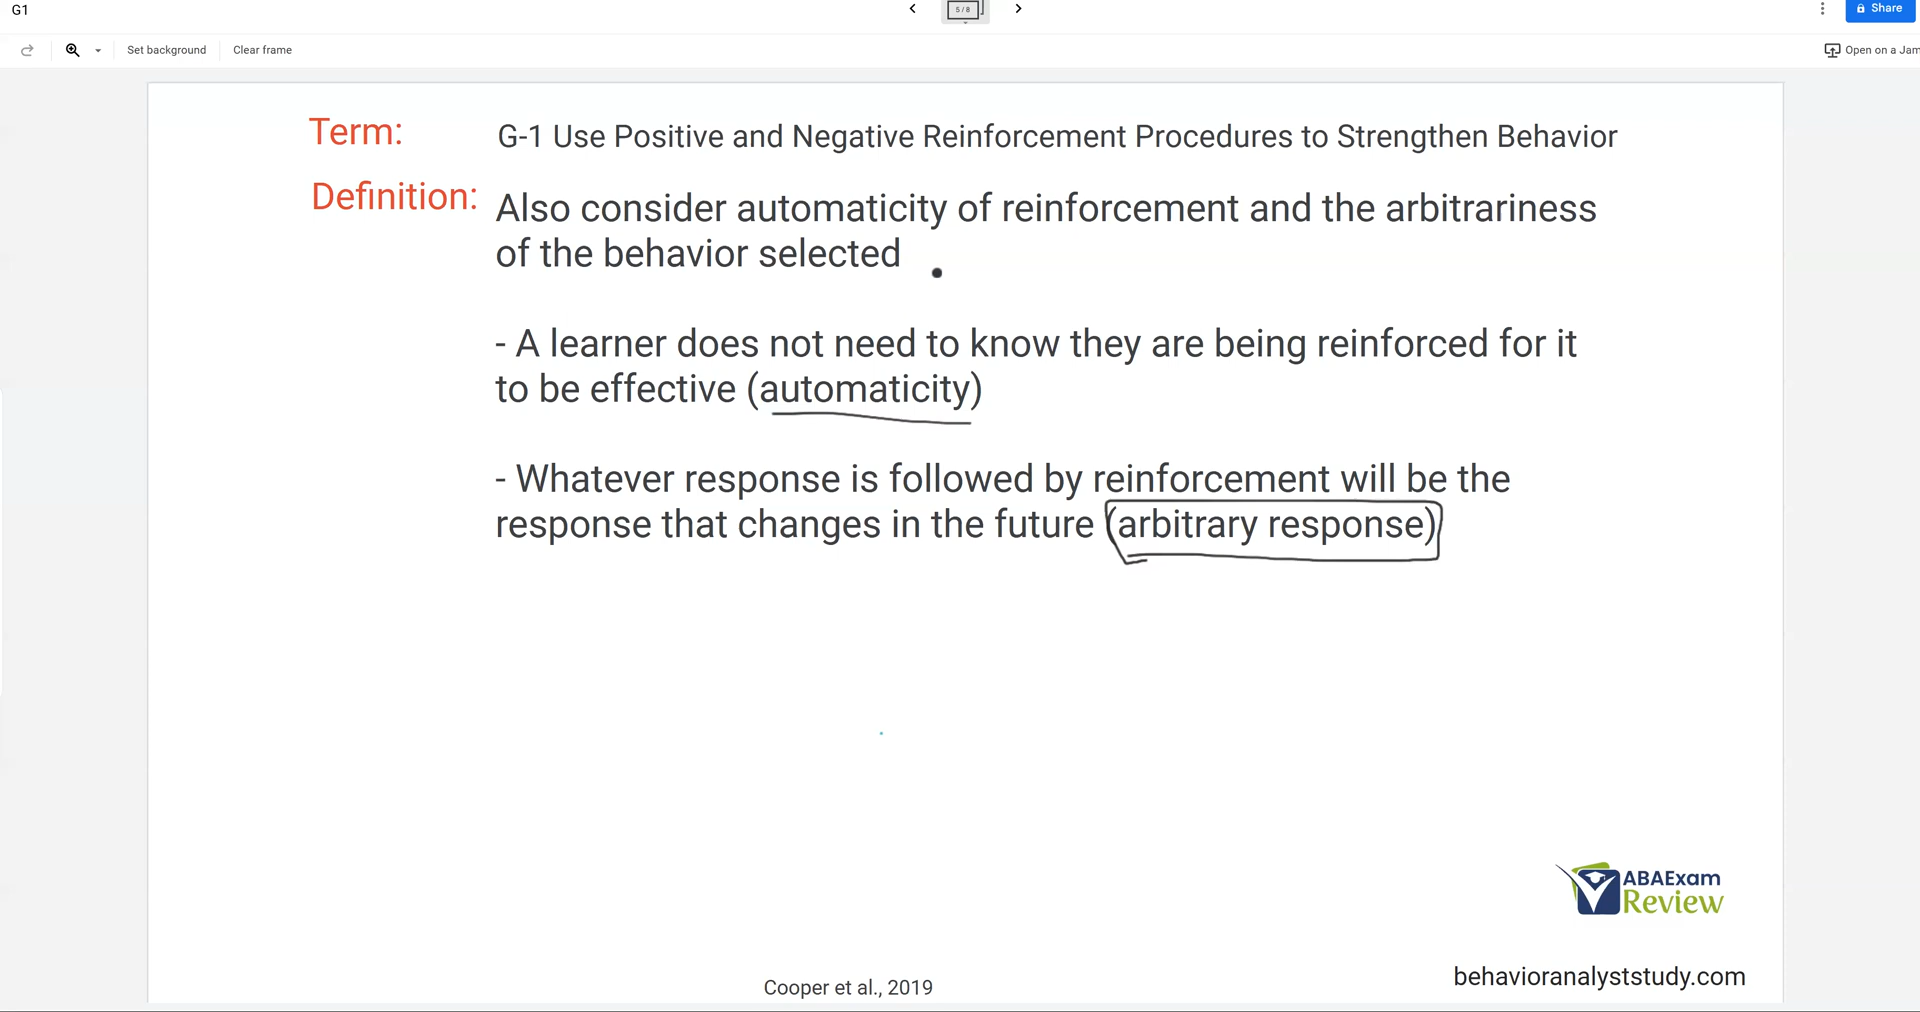 G1
5 / 8
Share
Set background
Clear frame
Open on a Jam
Term:
G-1 Use Positive and Negative Reinforcement Procedures to Strengthen Behavior
Definition:
Also consider automaticity of reinforcement and the arbitrariness
of the behavior selected
- A learner does not need to know they are being reinforced for it
to be effective (automaticity)
- Whatever response is followed by reinforcement will be the
response that changes in the future (arbitrary response)
ABAExam
Review
behavioranalyststudy.com
Cooper et al., 2019